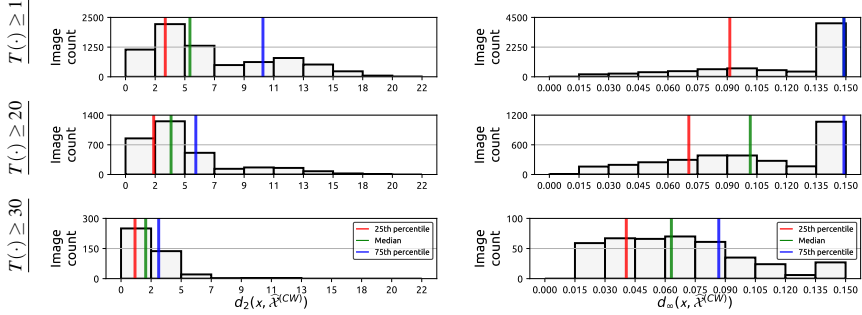 T(·) ≥ 1
Image count
2500
1250
0
0 2 3 5 7 9 11 13 15 18 20 22
4500
2250
0
0.000 0.015 0.030 0.045 0.060 0.075 0.090 0.105 0.120 0.135 0.150
T(·) ≥ 20
Image count
1400
700
0
0 2 3 5 7 9 11 13 15 18 20 22
Image count
1200
600
0
0.000 0.015 0.030 0.045 0.060 0.075 0.090 0.105 0.120 0.135 0.150
T(·) ≥ 30
Image count
300
150
0
0 2 5 7 9 11 13 15 18 20 22
25th percentile
Median
75th percentile
d₂(x, x̂^(CW))
Image count
100
50
0
0.000 0.015 0.030 0.045 0.060 0.075 0.090 0.105 0.120 0.135 0.150
25th percentile
Median
75th percentile
d∞(x, x̂^(CW))